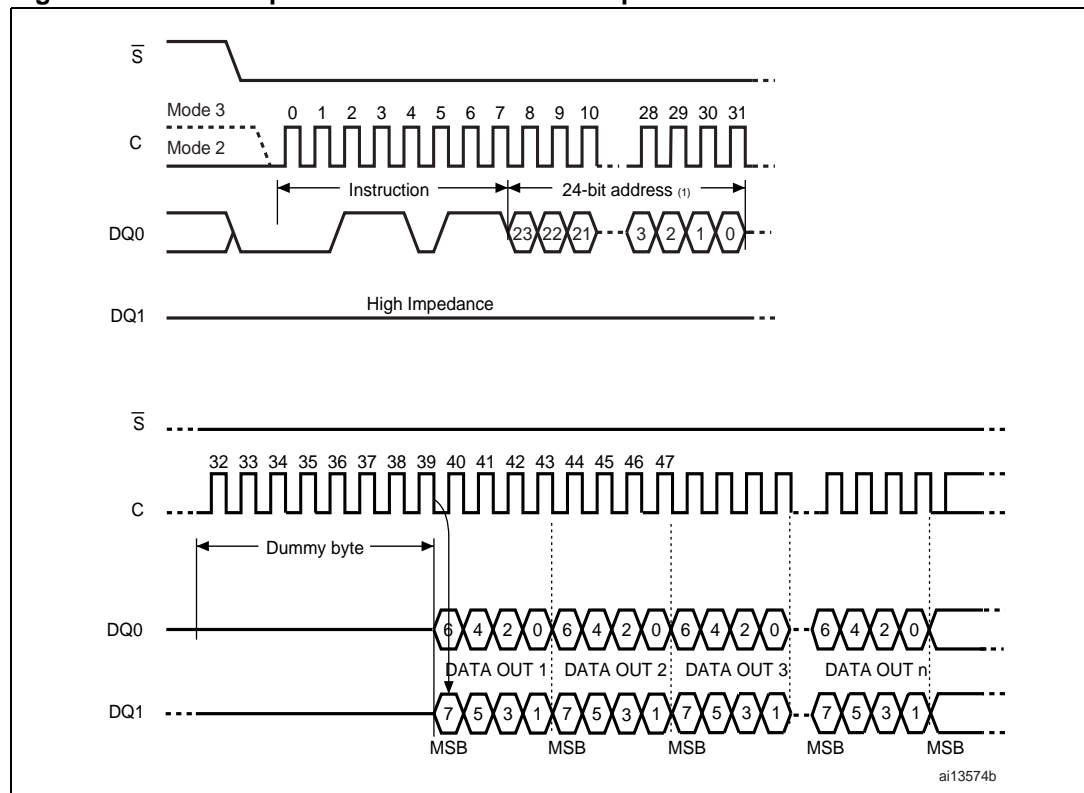 S
Mode 3
0 1 2 3 4 5 6 7 8 9 10 28 29 30 31
C
Mode 2
Instruction 24-bit address (1)
DQ0 23 22 21 3 2 1 0
High Impedance
DQ1
S
32 33 34 35 36 37 38 39 40 41 42 43 44 45 46 47
C
Dummy byte
DQ0 6 4 2 0 6 4 2 0 6 4 2 0 6 4 2 0
DATA OUT 1 DATA OUT 2 DATA OUT 3 DATA OUT n
DQ1 7 5 3 1 7 5 3 1 7 5 3 1 7 5 3 1
MSB MSB MSB MSB MSB
ai13574b